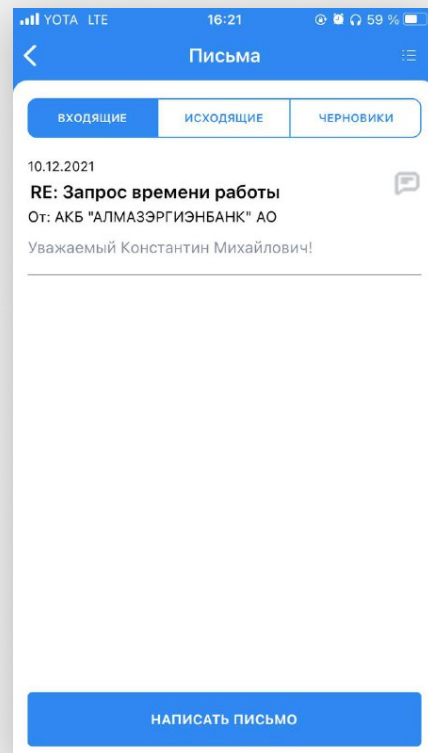 YOTA LTE 16:21 59 %
Письма
ВХОДЯЩИЕ ИСХОДЯЩИЕ ЧЕРНОВИКИ
10.12.2021
RE: Запрос времени работы
От: АКБ "АЛМАЗЭРГИЭНБАНК" АО
Уважаемый Константин Михайлович!
НАПИСАТЬ ПИСЬМО